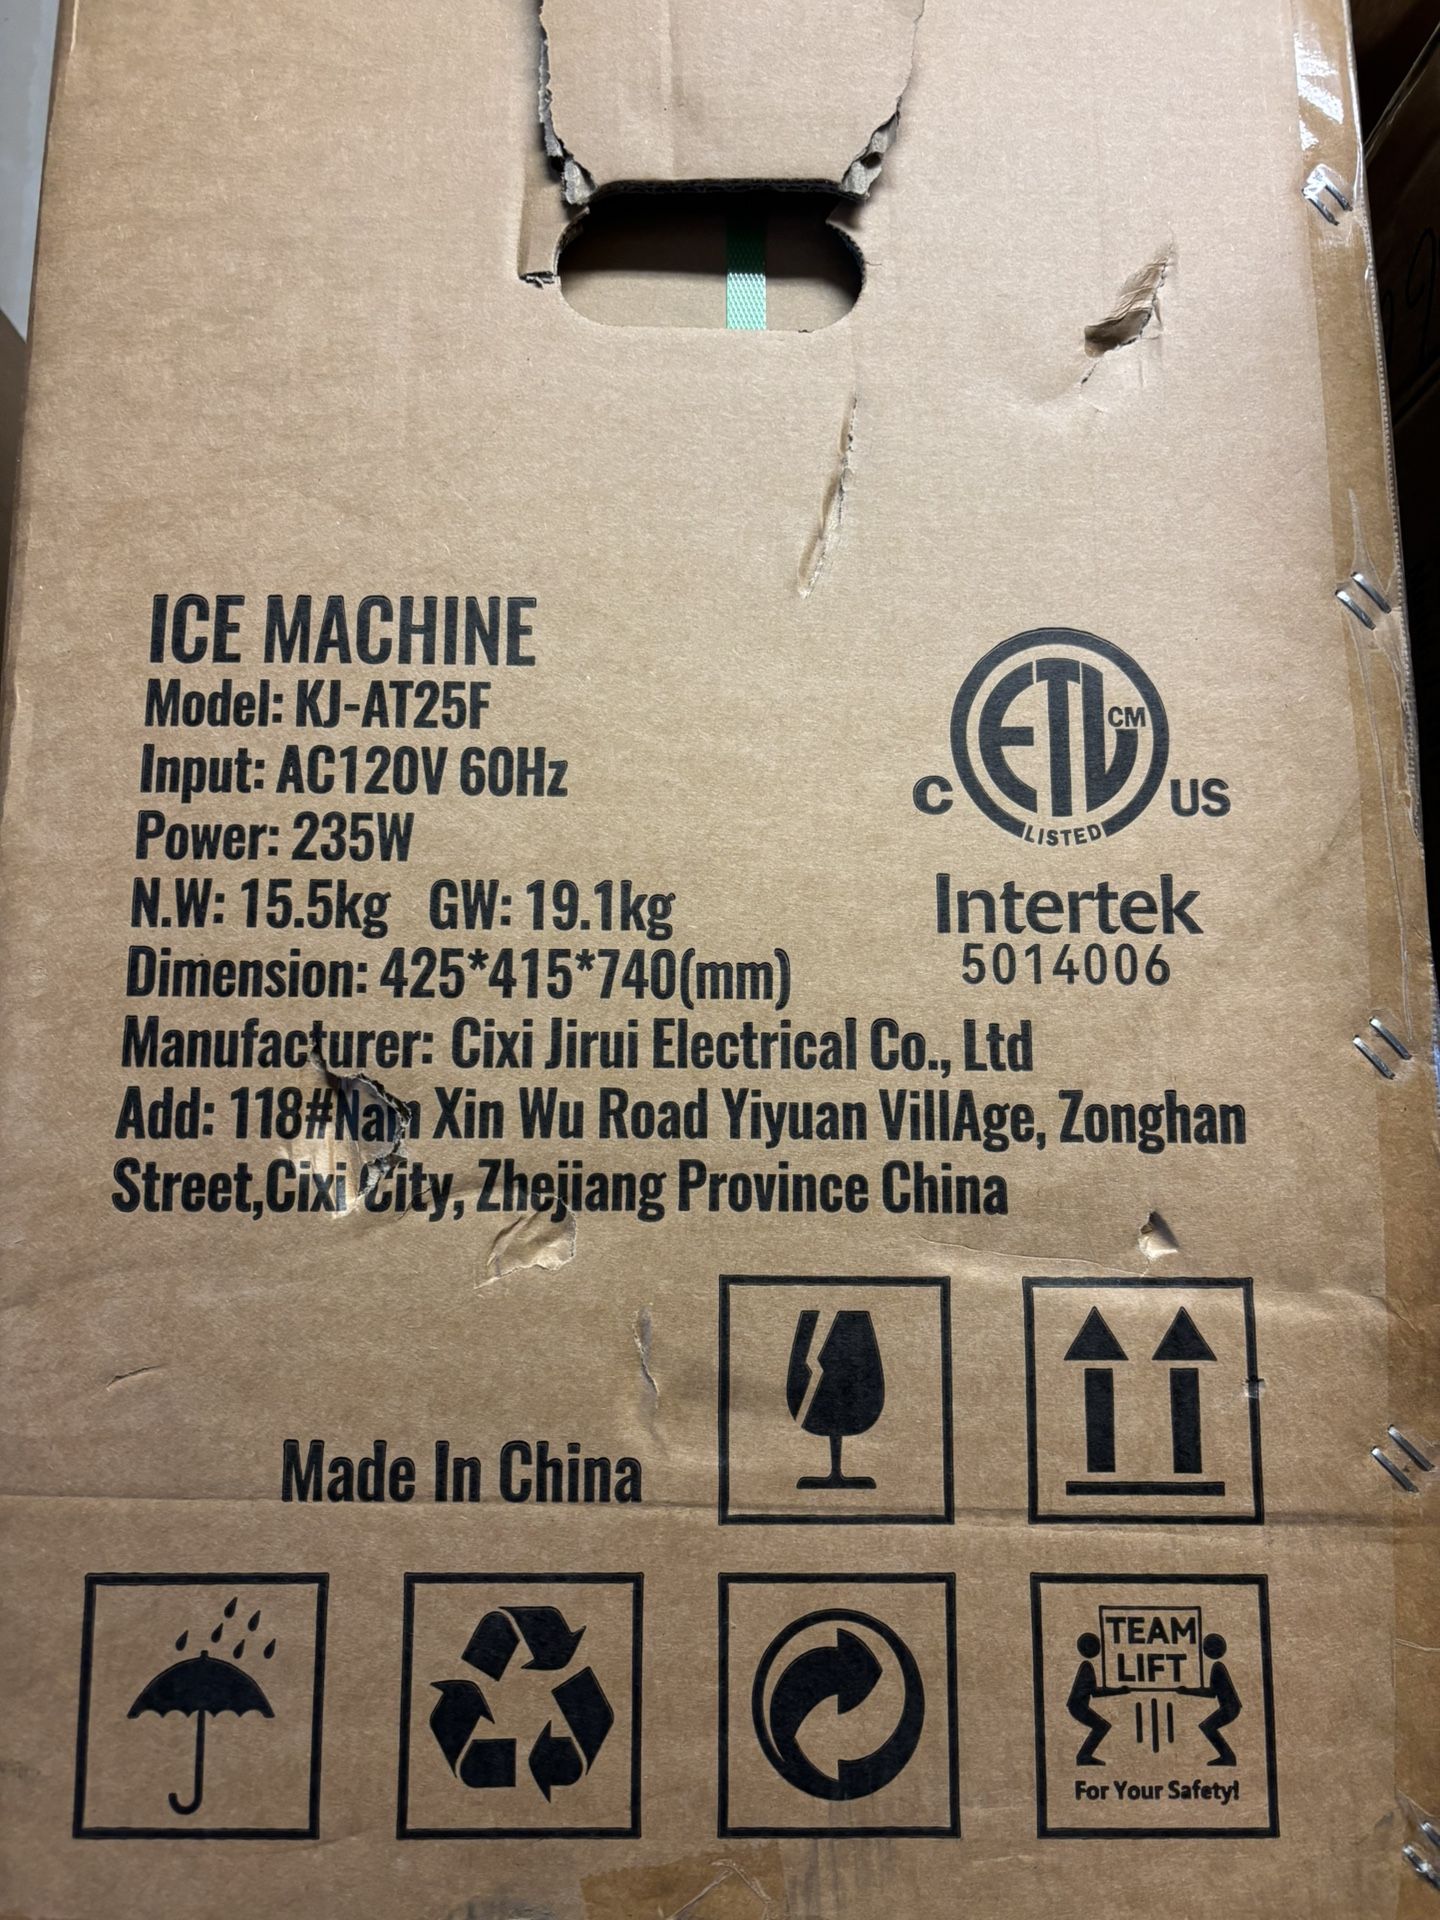 ICE MACHINE
Model: KJ-AT25F
Input: AC120V 60Hz
Power: 235W
N.W: 15.5kg GW: 19.1kg
Dimension: 425*415*740(mm)
Manufacturer: Cixi Jirui Electrical Co., Ltd
Add: 118#Nam Xin Wu Road Yiyuan VillAge, Zonghan
Street,Cixi City, Zhejiang Province China
ETL CM
C US
LISTED
Intertek
5014006
Made In China
TEAM
LIFT
For Your Safety!